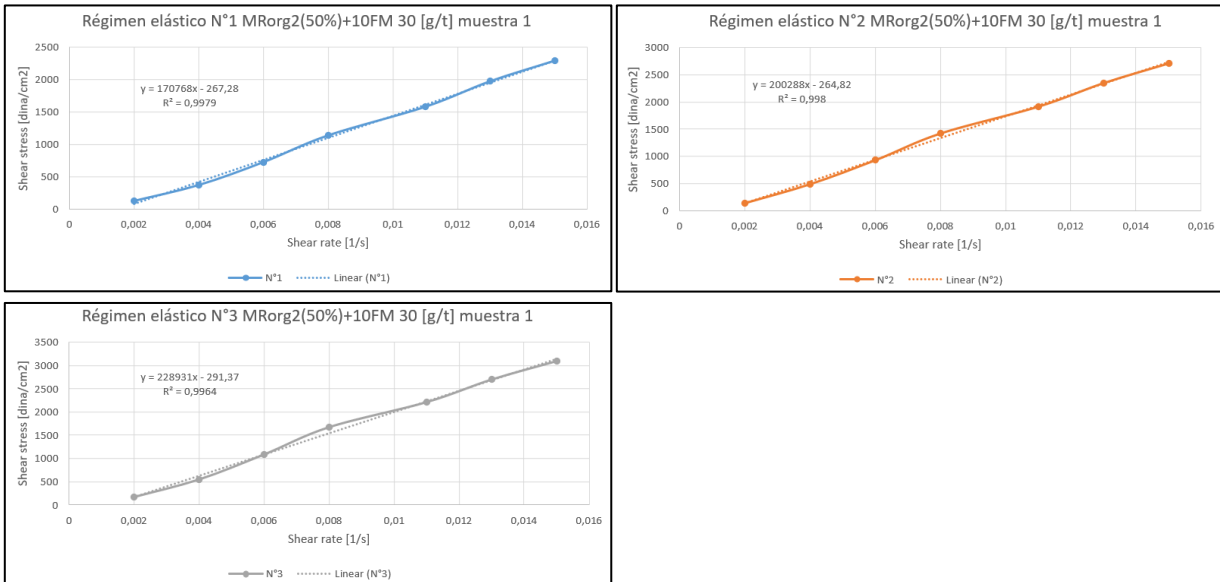 Régimen elástico N°1 MRorg2(50%)+10FM 30 [g/t] muestra 1
Shear stress [dina/cm2]
2500
2000
1500
1000
500
0
y = 170768x - 267,28
R² = 0,9979
0 0,002 0,004 0,006 0,008 0,01 0,012 0,014 0,016
Shear rate [1/s]
N°1 Linear (N°1)
Régimen elástico N°2 MRorg2(50%)+10FM 30 [g/t] muestra 1
Shear stress [dina/cm2]
3000
2500
2000
1500
1000
500
0
y = 200288x - 264,82
R² = 0,998
0 0,002 0,004 0,006 0,008 0,01 0,012 0,014 0,016
Shear rate [1/s]
N°2 Linear (N°2)
Régimen elástico N°3 MRorg2(50%)+10FM 30 [g/t] muestra 1
Shear stress [dina/cm2]
3500
3000
2500
2000
1500
1000
500
0
y = 228931x - 291,37
R² = 0,9964
0 0,002 0,004 0,006 0,008 0,01 0,012 0,014 0,016
Shear rate [1/s]
N°3 Linear (N°3)